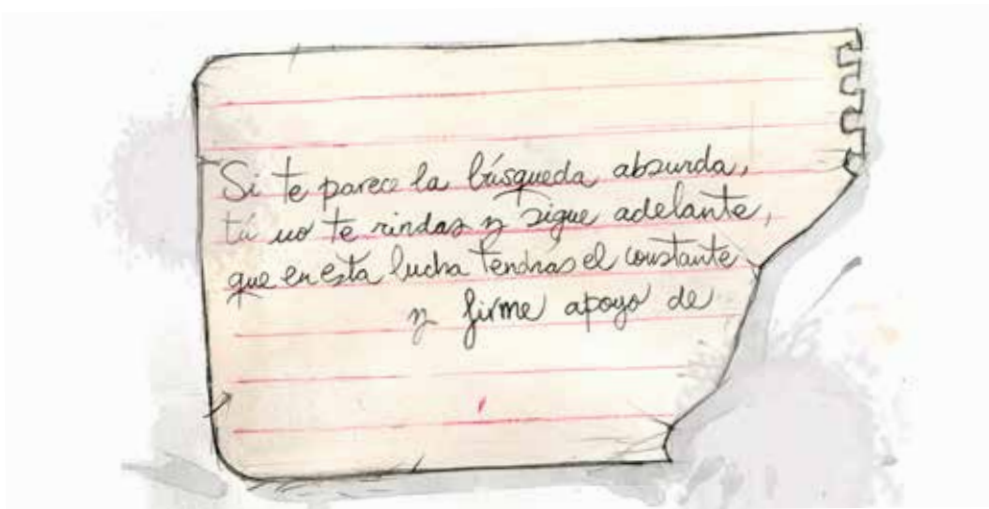 Si te parece la búsqueda absurda,
tú no te rindas y sigue adelante,
que en esta lucha tendrás el constante
y firme apoyo de